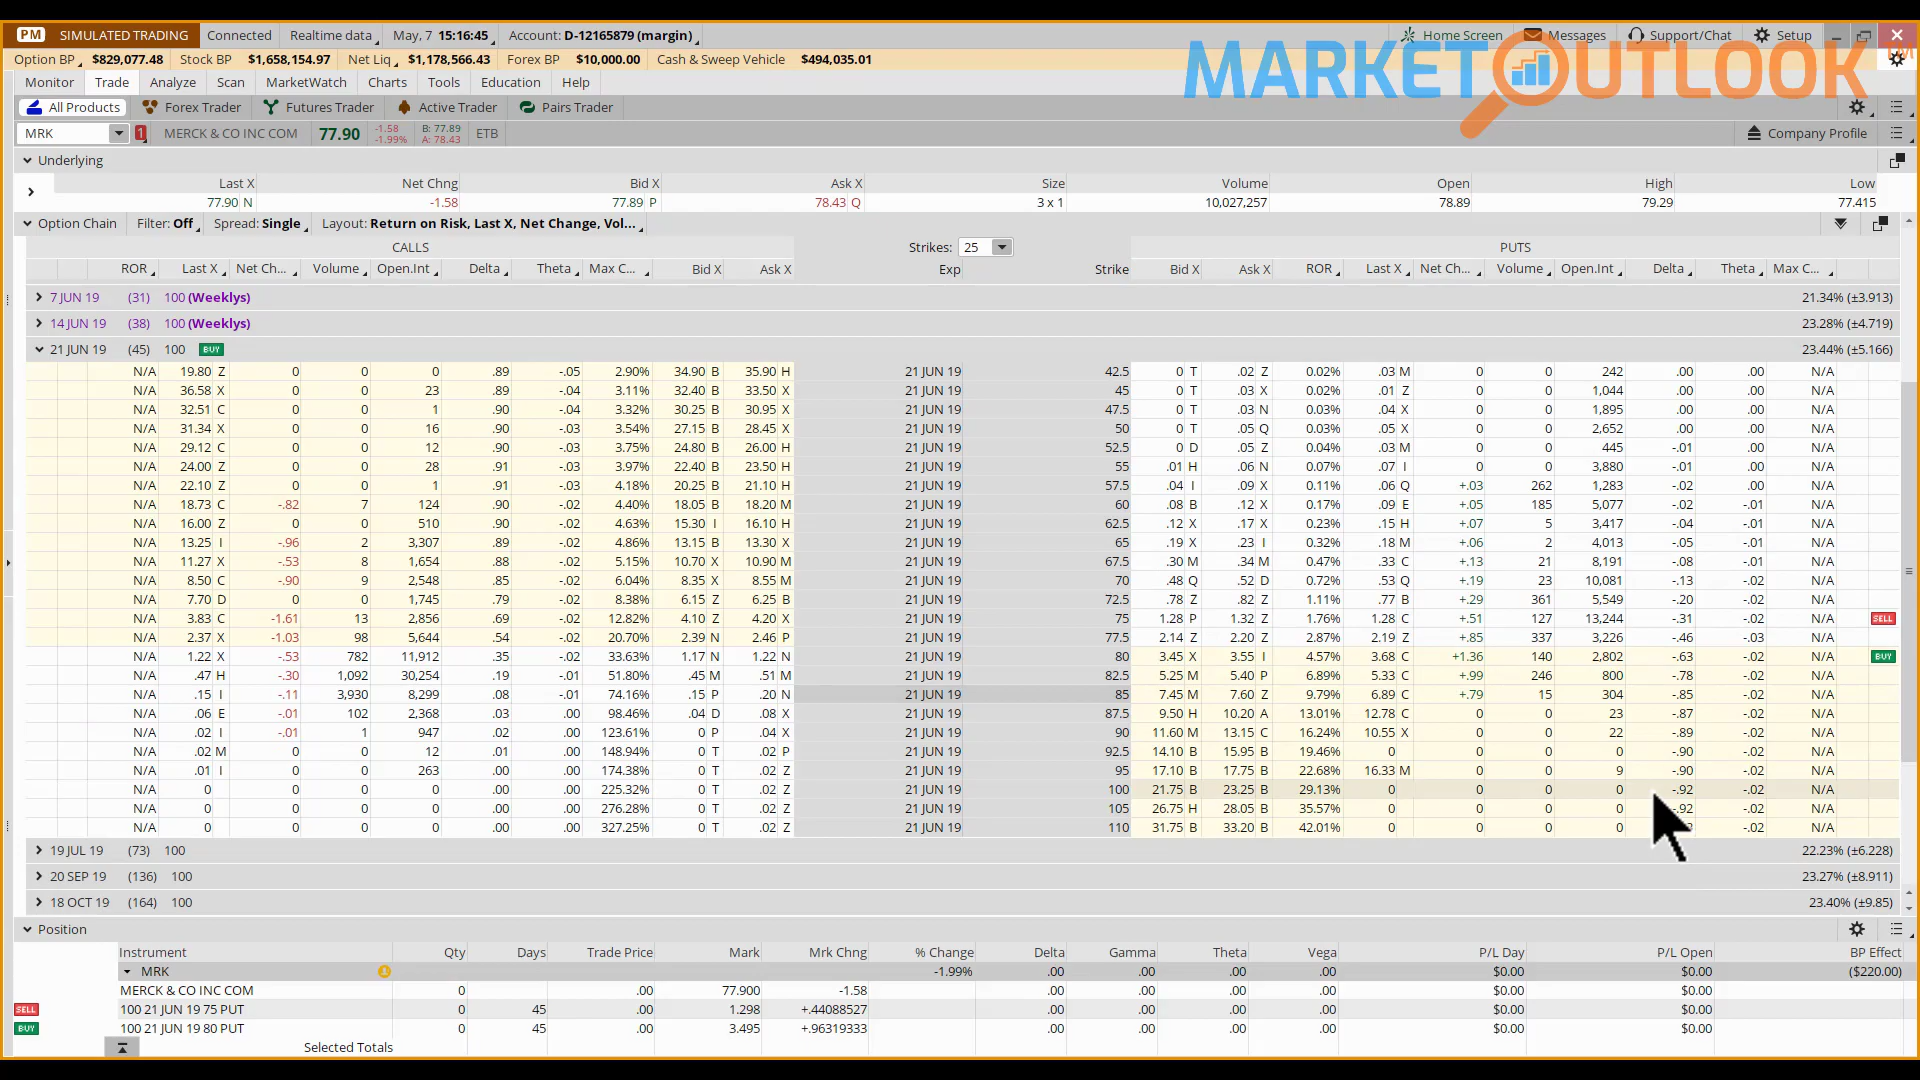 PM SIMULATED TRADING Connected Realtime data May, 7 15:16:45 Account: D-12165879 (margin) Home Screen Messages Support/Chat Setup
Option BP $829,077.48 Stock BP $1,658,154.97 Net Liq $1,178,566.43 Forex BP $10,000.00 Cash & Sweep Vehicle $494,035.01
MARKETOUTLOOK TM
Monitor Trade Analyze Scan MarketWatch Charts Tools Education Help
All Products Forex Trader Futures Trader Active Trader Pairs Trader
MRK 1 MERCK & CO INC COM 77.90 -1.58 -1.99% B: 77.89 A: 78.43 ETB Company Profile
Underlying
Last X Net Chng Bid X Ask X Size Volume Open High Low
77.90 N -1.58 77.89 P 78.43 Q 3 x 1 10,027,257 78.89 79.29 77.415
Option Chain Filter: Off Spread: Single Layout: Return on Risk, Last X, Net Change, Vol...
CALLS Strikes: 25 PUTS
ROR Last X Net Ch... Volume Open.Int Delta Theta Max C... Bid X Ask X Exp Strike Bid X Ask X ROR Last X Net Ch... Volume Open.Int Delta Theta Max C...
7 JUN 19 (31) 100 (Weeklys) 21.34% (±3.913)
14 JUN 19 (38) 100 (Weeklys) 23.28% (±4.719)
21 JUN 19 (45) 100 BUY 23.44% (±5.166)
N/A 19.80 Z 0 0 0 .89 -.05 2.90% 34.90 B 35.90 H 21 JUN 19 42.5 0 T .02 Z 0.02% .03 M 0 0 242 .00 .00 N/A
N/A 36.58 X 0 0 23 .89 -.04 3.11% 32.40 B 33.50 X 21 JUN 19 45 0 T .03 X 0.02% .01 Z 0 0 1,044 .00 .00 N/A
N/A 32.51 C 0 0 1 .90 -.04 3.32% 30.25 B 30.95 X 21 JUN 19 47.5 0 T .03 N 0.03% .04 X 0 0 1,895 .00 .00 N/A
N/A 31.34 X 0 0 16 .90 -.03 3.54% 27.15 B 28.45 X 21 JUN 19 50 0 T .05 Q 0.03% .05 X 0 0 2,652 .00 .00 N/A
N/A 29.12 C 0 0 12 .90 -.03 3.75% 24.80 B 26.00 H 21 JUN 19 52.5 0 D .05 Z 0.04% .03 M 0 0 445 -.01 .00 N/A
N/A 24.00 Z 0 0 28 .91 -.03 3.97% 22.40 B 23.50 H 21 JUN 19 55 .01 H .06 N 0.07% .07 I 0 0 3,880 -.01 .00 N/A
N/A 22.10 Z 0 0 1 .91 -.03 4.18% 20.25 B 21.10 H 21 JUN 19 57.5 .04 I .09 X 0.11% .06 Q +.03 262 1,283 -.02 .00 N/A
N/A 18.73 C -.82 7 124 .90 -.02 4.40% 18.05 B 18.20 M 21 JUN 19 60 .08 B .12 X 0.17% .09 E +.05 185 5,077 -.02 -.01 N/A
N/A 16.00 Z 0 0 510 .90 -.02 4.63% 15.30 I 16.10 H 21 JUN 19 62.5 .12 X .17 X 0.23% .15 H +.07 5 3,417 -.04 -.01 N/A
N/A 13.25 I -.96 2 3,307 .89 -.02 4.86% 13.15 B 13.30 X 21 JUN 19 65 .19 X .23 I 0.32% .18 M +.06 2 4,013 -.05 -.01 N/A
N/A 11.27 X -.53 8 1,654 .88 -.02 5.15% 10.70 X 10.90 M 21 JUN 19 67.5 .30 M .34 M 0.47% .33 C +.13 21 8,191 -.08 -.01 N/A
N/A 8.50 C -.90 9 2,548 .85 -.02 6.04% 8.35 X 8.55 M 21 JUN 19 70 .48 Q .52 D 0.72% .53 Q +.19 23 10,081 -.13 -.02 N/A
N/A 7.70 D 0 0 1,745 .79 -.02 8.38% 6.15 Z 6.25 B 21 JUN 19 72.5 .78 Z .82 Z 1.11% .77 B +.29 361 5,549 -.20 -.02 N/A
N/A 3.83 C -1.61 13 2,856 .69 -.02 12.82% 4.10 Z 4.20 X 21 JUN 19 75 1.28 P 1.32 Z 1.76% 1.28 C +.51 127 13,244 -.31 -.02 N/A SELL
N/A 2.37 X -1.03 98 5,644 .54 -.02 20.70% 2.39 N 2.46 P 21 JUN 19 77.5 2.14 Z 2.20 Z 2.87% 2.19 Z +.85 337 3,226 -.46 -.03 N/A
N/A 1.22 X -.53 782 11,912 .35 -.02 33.63% 1.17 N 1.22 N 21 JUN 19 80 3.45 X 3.55 I 4.57% 3.68 C +1.36 140 2,802 -.63 -.02 N/A BUY
N/A .47 H -.30 1,092 30,254 .19 -.01 51.80% .45 M .51 M 21 JUN 19 82.5 5.25 M 5.40 P 6.89% 5.33 C +.99 246 800 -.78 -.02 N/A
N/A .15 I -.11 3,930 8,299 .08 -.01 74.16% .15 P .20 N 21 JUN 19 85 7.45 M 7.60 Z 9.79% 6.89 C +.79 15 304 -.85 -.02 N/A
N/A .06 E -.01 102 2,368 .03 .00 98.46% .04 D .08 X 21 JUN 19 87.5 9.50 H 10.20 A 13.01% 12.78 C 0 0 23 -.87 -.02 N/A
N/A .02 I -.01 1 947 .02 .00 123.61% 0 P .04 X 21 JUN 19 90 11.60 M 13.15 C 16.24% 10.55 X 0 0 22 -.89 -.02 N/A
N/A .02 M 0 0 12 .01 .00 148.94% 0 T .02 P 21 JUN 19 92.5 14.10 B 15.95 B 19.46% 0 0 0 0 -.90 -.02 N/A
N/A .01 I 0 0 263 .00 .00 174.38% 0 T .02 Z 21 JUN 19 95 17.10 B 17.75 B 22.68% 16.33 M 0 0 9 -.90 -.02 N/A
N/A 0 0 0 0 .00 .00 225.32% 0 T .02 Z 21 JUN 19 100 21.75 B 23.25 B 29.13% 0 0 0 0 -.92 -.02 N/A
N/A 0 0 0 0 .00 .00 276.28% 0 T .02 Z 21 JUN 19 105 26.75 H 28.05 B 35.57% 0 0 0 0 -.92 -.02 N/A
N/A 0 0 0 0 .00 .00 327.25% 0 T .02 Z 21 JUN 19 110 31.75 B 33.20 B 42.01% 0 0 0 0 -.02 N/A
19 JUL 19 (73) 100 22.23% (±6.228)
20 SEP 19 (136) 100 23.27% (±8.911)
18 OCT 19 (164) 100 23.40% (±9.85)
Position
Instrument Qty Days Trade Price Mark Mrk Chng % Change Delta Gamma Theta Vega P/L Day P/L Open BP Effect
MRK -1.99% .00 .00 .00 .00 $0.00 $0.00 ($220.00)
MERCK & CO INC COM 0 .00 77.900 -1.58 .00 .00 .00 .00 $0.00 $0.00
SELL 100 21 JUN 19 75 PUT 0 45 .00 1.298 +.44088527 .00 .00 .00 .00 $0.00 $0.00
BUY 100 21 JUN 19 80 PUT 0 45 .00 3.495 +.96319333 .00 .00 .00 .00 $0.00 $0.00
Selected Totals